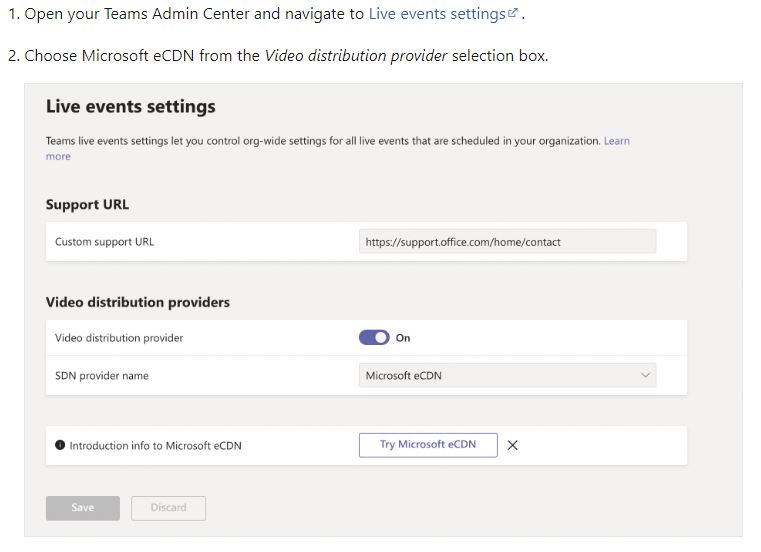 1. Open your Teams Admin Center and navigate to Live events settings.
2. Choose Microsoft eCDN from the Video distribution provider selection box.
Live events settings
Teams live events settings let you control org-wide settings for all live events that are scheduled in your organization. Learn
more
Support URL
Custom support URL
https://support.office.com/home/contact
Video distribution providers
Video distribution provider
On
SDN provider name
Microsoft eCDN
Introduction info to Microsoft eCDN
Try Microsoft eCDN
Save
Discard